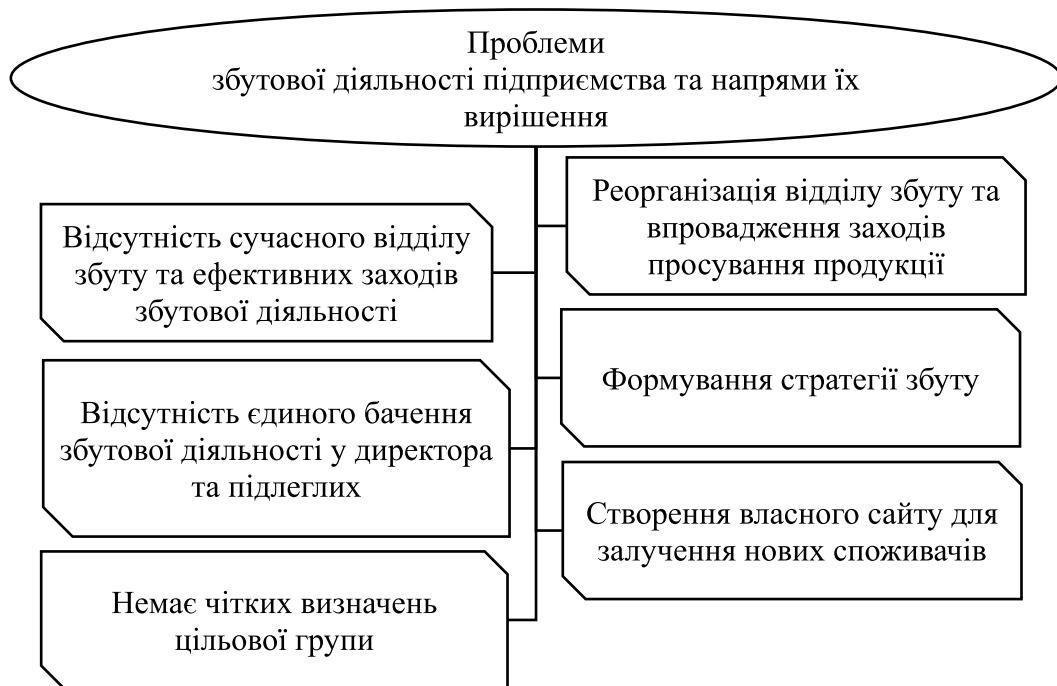 Проблеми
збутової діяльності підприємства та напрями їх
вирішення
Відсутність сучасного відділу
збуту та ефективних заходів
збутової діяльності
Реорганізація відділу збуту та
впровадження заходів
просування продукції
Відсутність єдиного бачення
збутової діяльності у директора
та підлеглих
Формування стратегії збуту
Немає чітких визначень
цільової групи
Створення власного сайту для
залучення нових споживачів